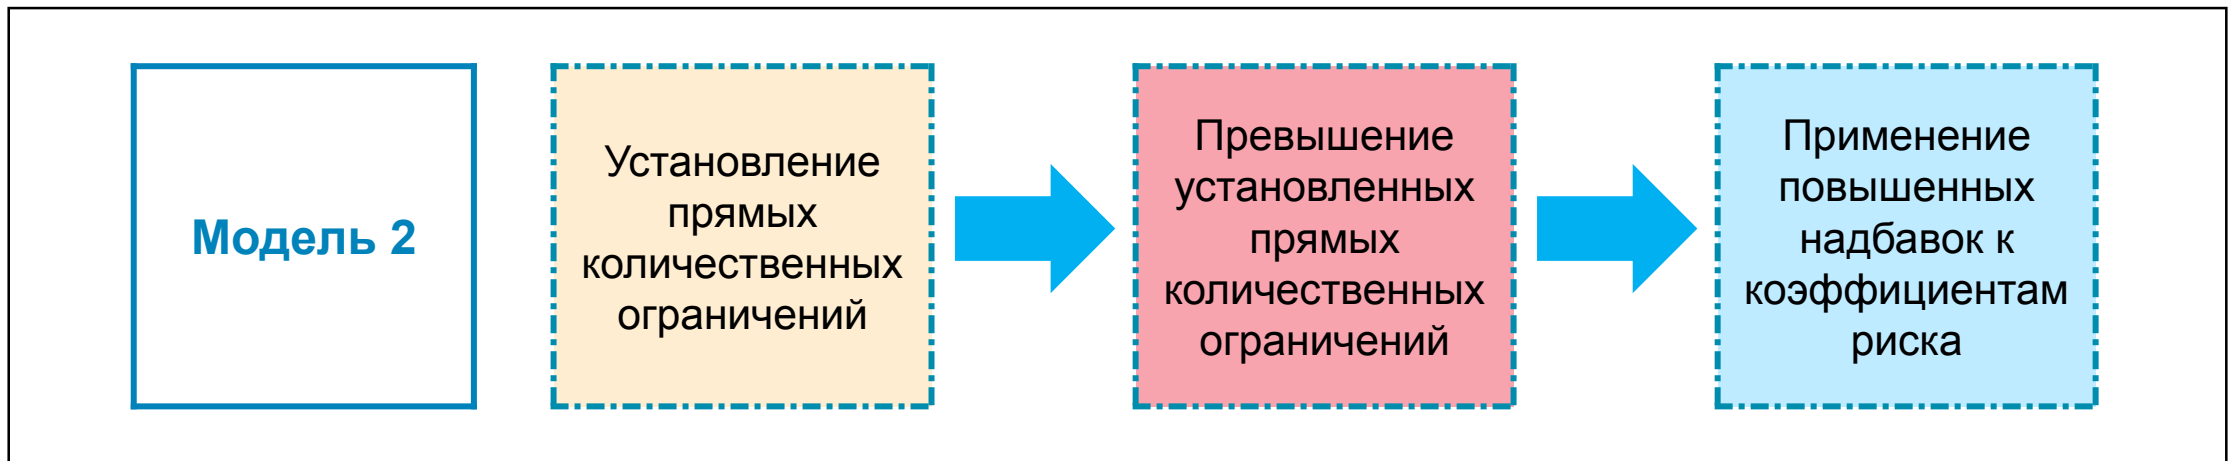 Модель 2
Установление
прямых
количественных
ограничений
Превышение
установленных
прямых
количественных
ограничений
Применение
повышенных
надбавок к
коэффициентам
риска